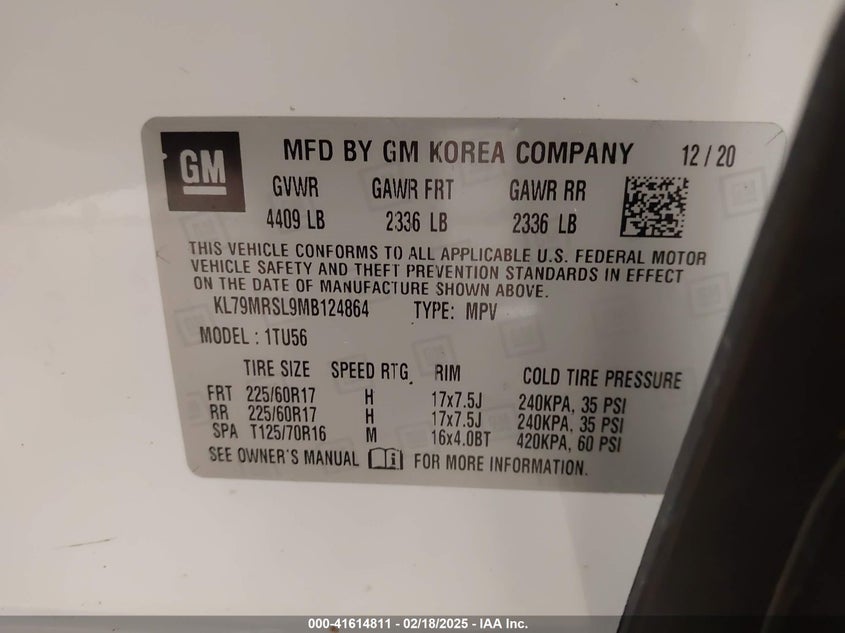 GM MFD BY GM KOREA COMPANY 12/20
GVWR GAWR FRT GAWR RR
4409 LB 2336 LB 2336 LB
THIS VEHICLE CONFORMS TO ALL APPLICABLE U.S. FEDERAL MOTOR
VEHICLE SAFETY AND THEFT PREVENTION STANDARDS IN EFFECT
ON THE DATE OF MANUFACTURE SHOWN ABOVE.
KL79MRSL9MB124864 TYPE: MPV
MODEL : 1TU56
TIRE SIZE SPEED RTG. RIM COLD TIRE PRESSURE
FRT 225/60R17 H 17x7.5J 240KPA, 35 PSI
RR 225/60R17 H 17x7.5J 240KPA, 35 PSI
SPA T125/70R16 M 16x4.0BT 420KPA, 60 PSI
SEE OWNER'S MANUAL i FOR MORE INFORMATION.
000-41614811 — 02/18/2025 — IAA Inc.